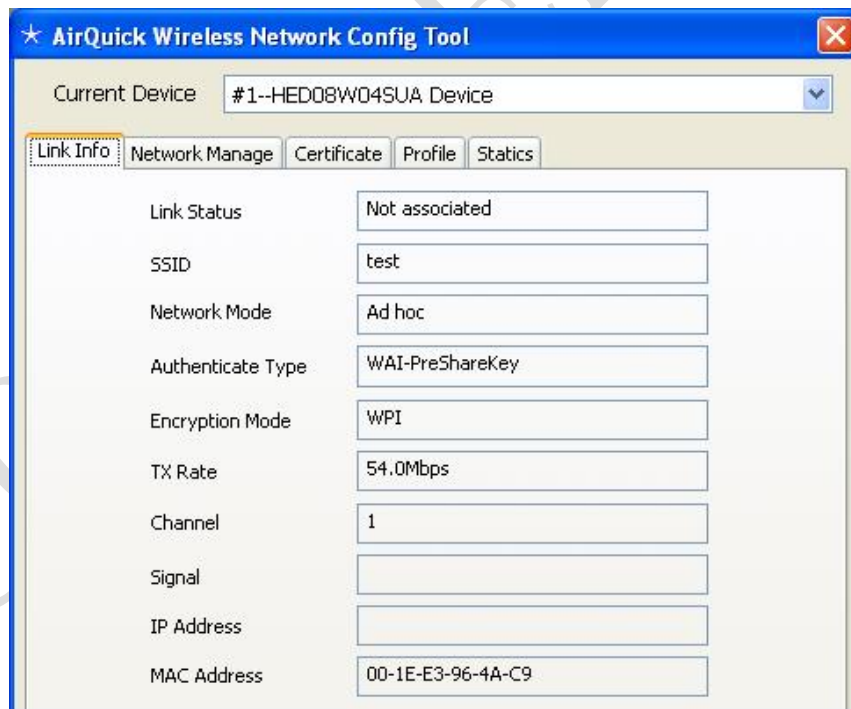 AirQuick Wireless Network Config Tool
Current Device #1--HED08W04SUA Device
Link Info Network Manage Certificate Profile Statics
Link Status Not associated
SSID test
Network Mode Ad hoc
Authenticate Type WAI-PreShareKey
Encryption Mode WPI
TX Rate 54.0Mbps
Channel 1
Signal
IP Address
MAC Address 00-1E-E3-96-4A-C9